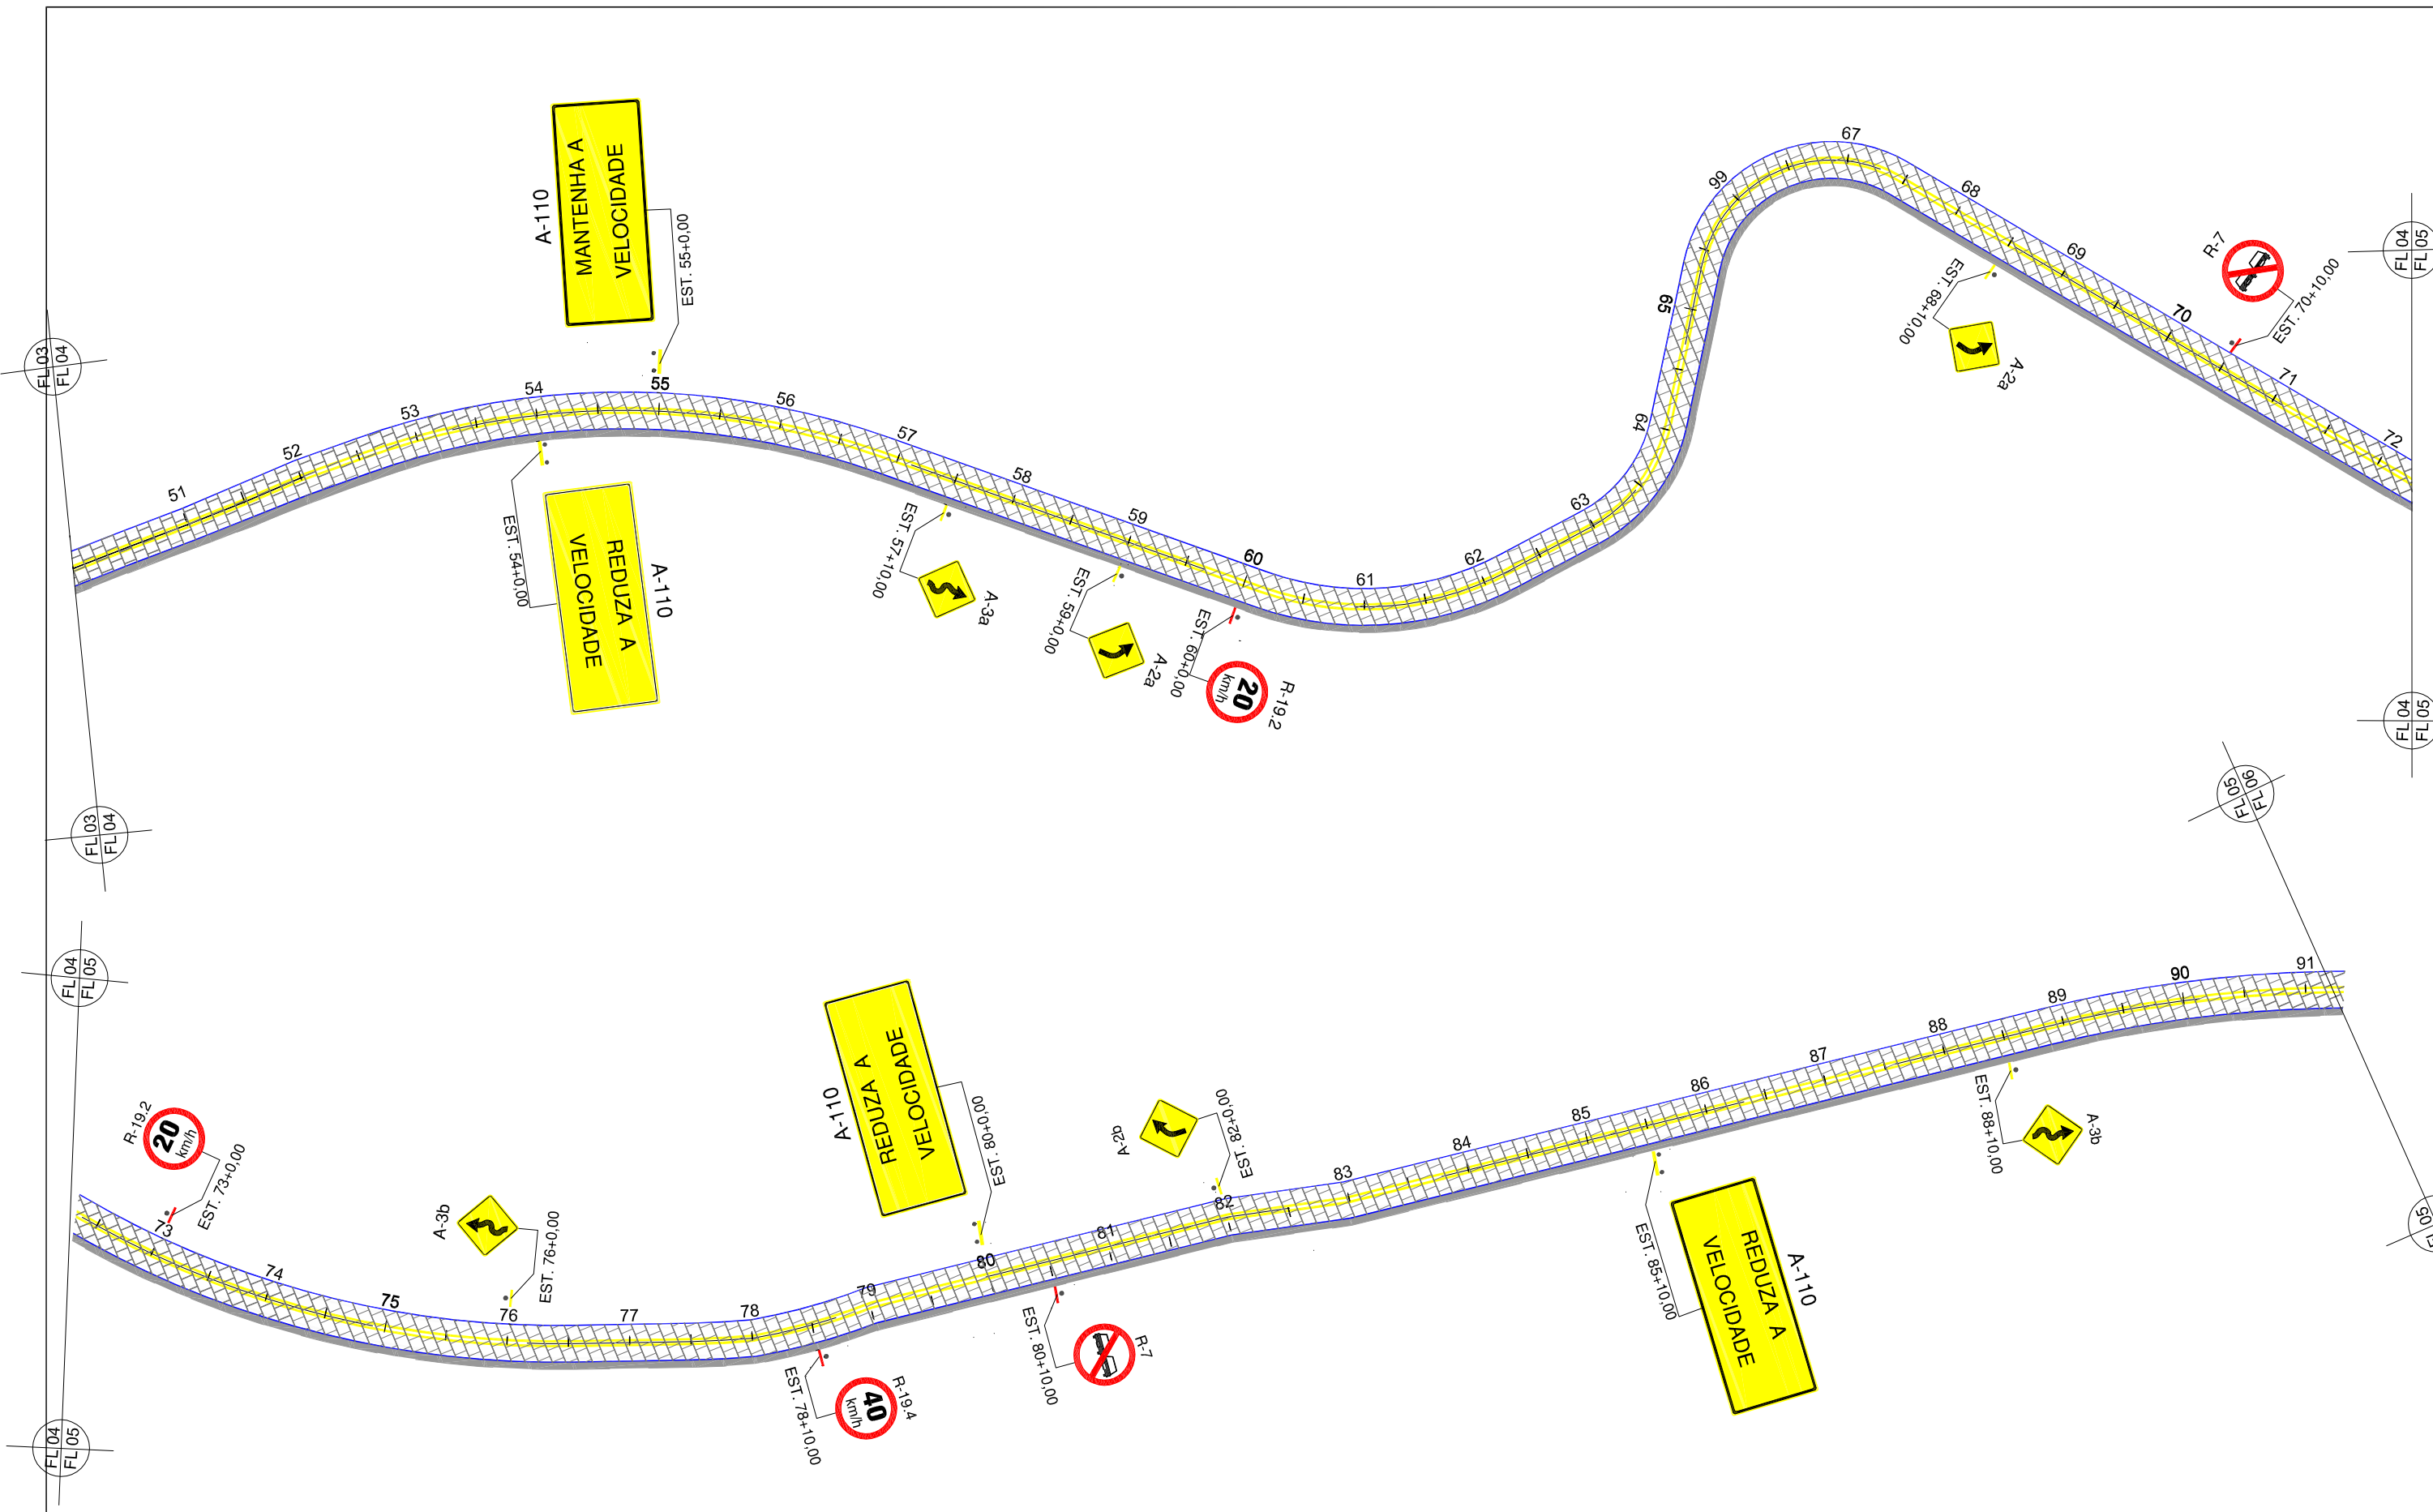 A-110
MANTENHA A
VELOCIDADE
EST. 55+0,00
FL 03
FL 04
51
52
53
54
55
56
57
58
59
60
61
62
63
64
65
66
67
68
69
70
71
72
EST. 54+0,00
REDUZA A
VELOCIDADE
A-110
EST. 57+10,00
A-3a
EST. 59+0,00
A-2a
EST. 60+0,00
20
km/h
R-19.2
EST. 68+10,00
A-2a
R-7
EST. 70+10,00
FL 04
FL 05
FL 03
FL 04
FL 04
FL 05
FL 05
FL 06
FL 04
FL 05
R-19.2
20
km/h
EST. 73+0,00
73
74
75
76
77
78
79
80
81
82
83
84
85
86
87
88
89
90
91
A-3b
EST. 76+0,00
EST. 78+10,00
40
km/h
R-19.4
A-110
REDUZA A
VELOCIDADE
EST. 80+0,00
EST. 80+10,00
R-7
A-2b
EST. 82+0,00
EST. 85+10,00
REDUZA A
VELOCIDADE
A-110
EST. 88+10,00
A-3b
FL 04
FL 05